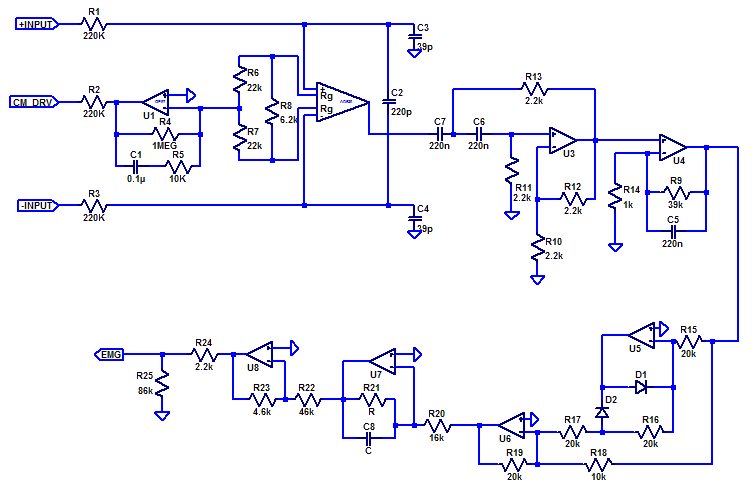 R1
+INPUT
220K
C3
39p
R6
22k
R2
CM_DRV
220K
U1
R4
1MEG
C1
0.1µ
R5
10K
R7
22k
R8
6.2k
+
Rg
Rg
-
C2
220p
R13
2.2k
C7
220n
C6
220n
U3
U4
R11
2.2k
R12
2.2k
R14
1k
R9
39k
C5
220n
R10
2.2k
R3
-INPUT
220K
C4
39p
EMG
R24
2.2k
R25
86k
U8
R23
4.6k
R22
46k
U7
R21
R
C8
C
R20
16k
U5
R15
20k
D1
D2
U6
R17
20k
R16
20k
R19
20k
R18
10k